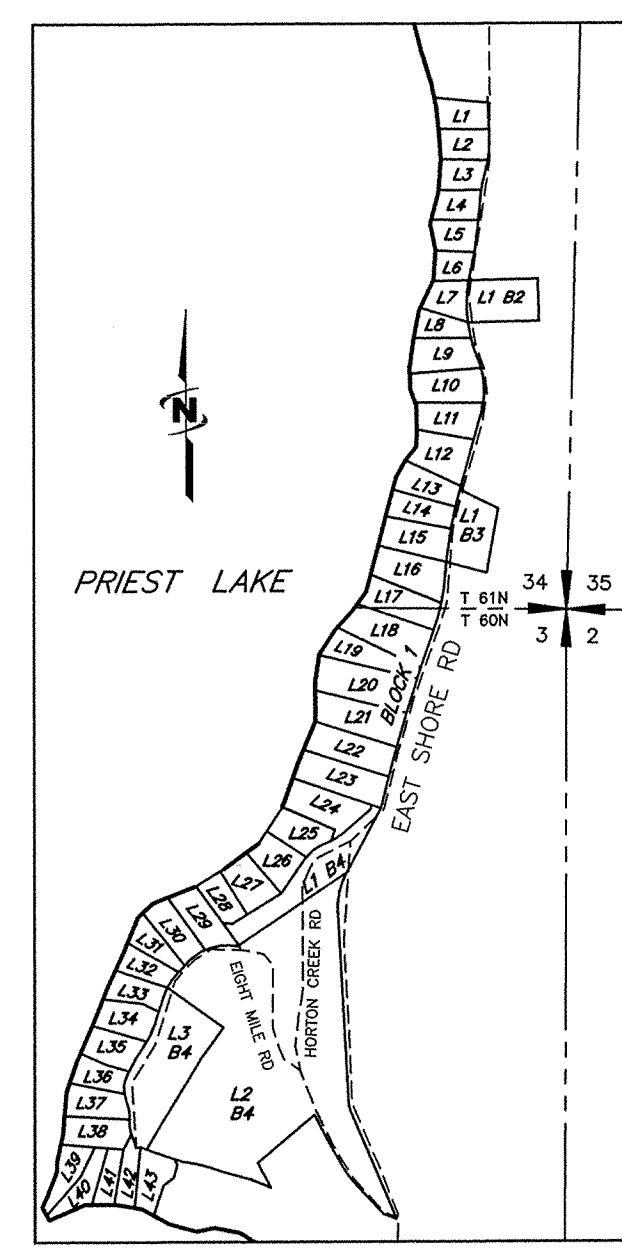 L1
L2
L3
L4
L5
L6
L7
L1 B2
L8
L9
L10
L11
L12
L13
L14
L1
B3
L15
L16
L17
L18
L19
L20
L21
L22
L23
L24
L25
L26
L27
L28
L29
L30
L31
L32
L33
L34
L35
L36
L37
L38
L39
L40
L41
L42
L43
N
PRIEST LAKE
34
35
T 61N
T 60N
3
2
BLOCK 1
EAST SHORE RD
L1 B4
HORTON CREEK RD
EIGHT MILE RD
L3
B4
L2
B4